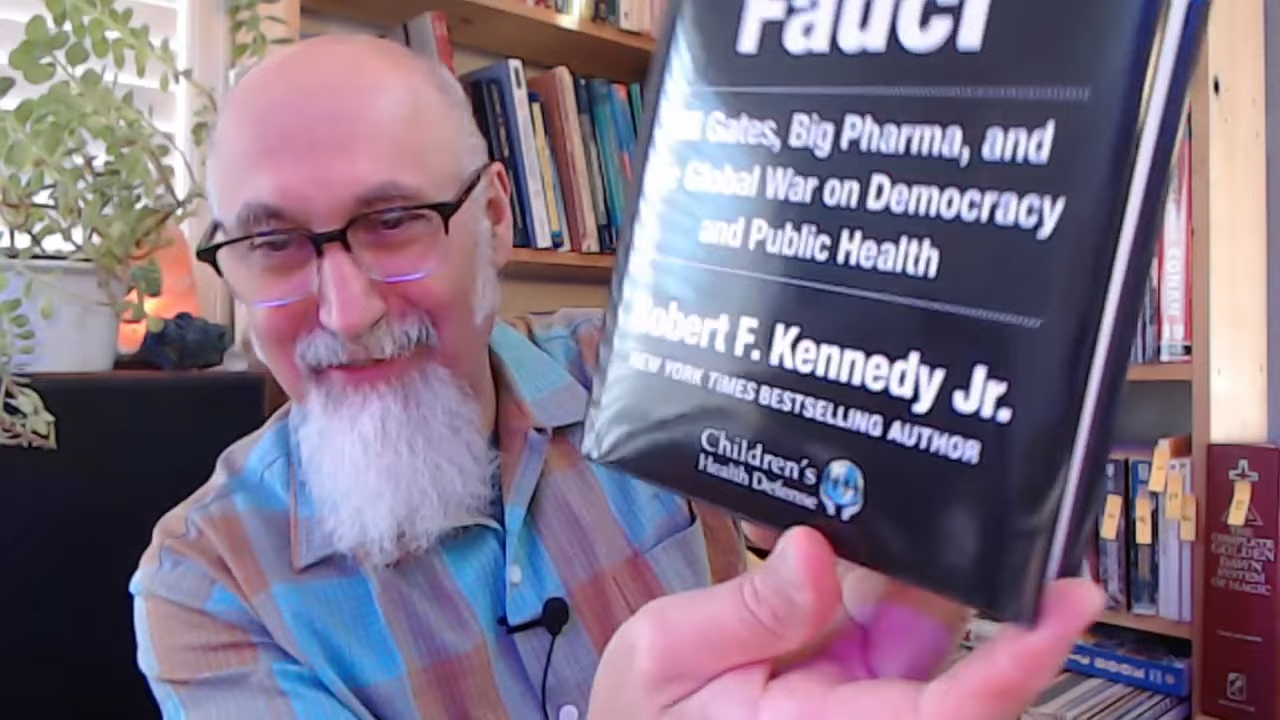 Fauci
Gates, Big Pharma, and
Global War on Democracy
and Public Health
Robert F. Kennedy Jr.
NEW YORK TIMES BESTSELLING AUTHOR
Children's
Health Defense
CONAN
THE
COMPLETE
GOLDEN
DAWN
SYSTEM
OF MAGIC